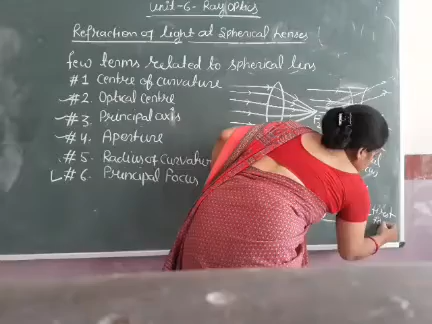 Unit-6- Ray optics
Refraction of light at Spherical lenses
few terms related to spherical lens
#1 Centre of curvature
#2. Optical centre
#3. Principal axis
#4. Aperture
#5. Radius of curvatur
#6. Principal Focus